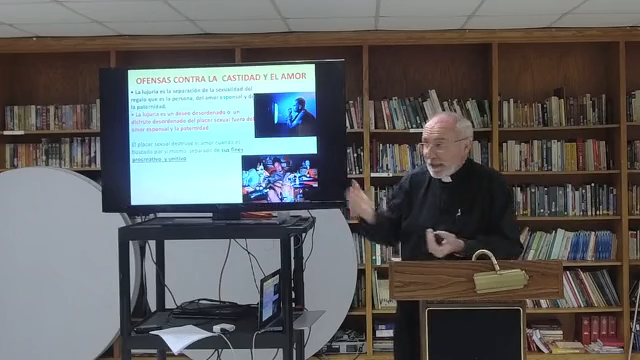 OFENSAS CONTRA LA CASTIDAD Y EL AMOR
• La lujuria es la separación de la sexualidad del
regalo que es la persona, del amor esponsal y de
la paternidad.
• La lujuria es un deseo desordenado o un
disfrute desordenado del placer sexual fuera del
amor esponsal y la paternidad.
El placer sexual destruye el amor cuando es
buscado por sí mismo, separado de sus fines
procreativo y unitivo